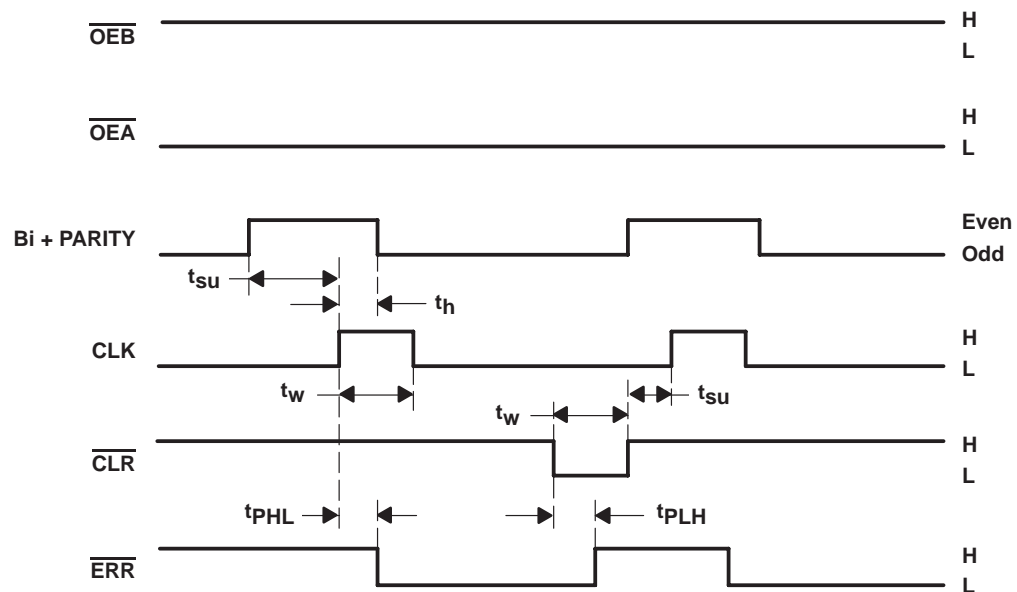 OEB
H
L
OEA
H
L
Bi + PARITY
Even
Odd
tsu
th
CLK
H
L
tw
tw
tsu
CLR
H
L
tPHL
tPLH
ERR
H
L